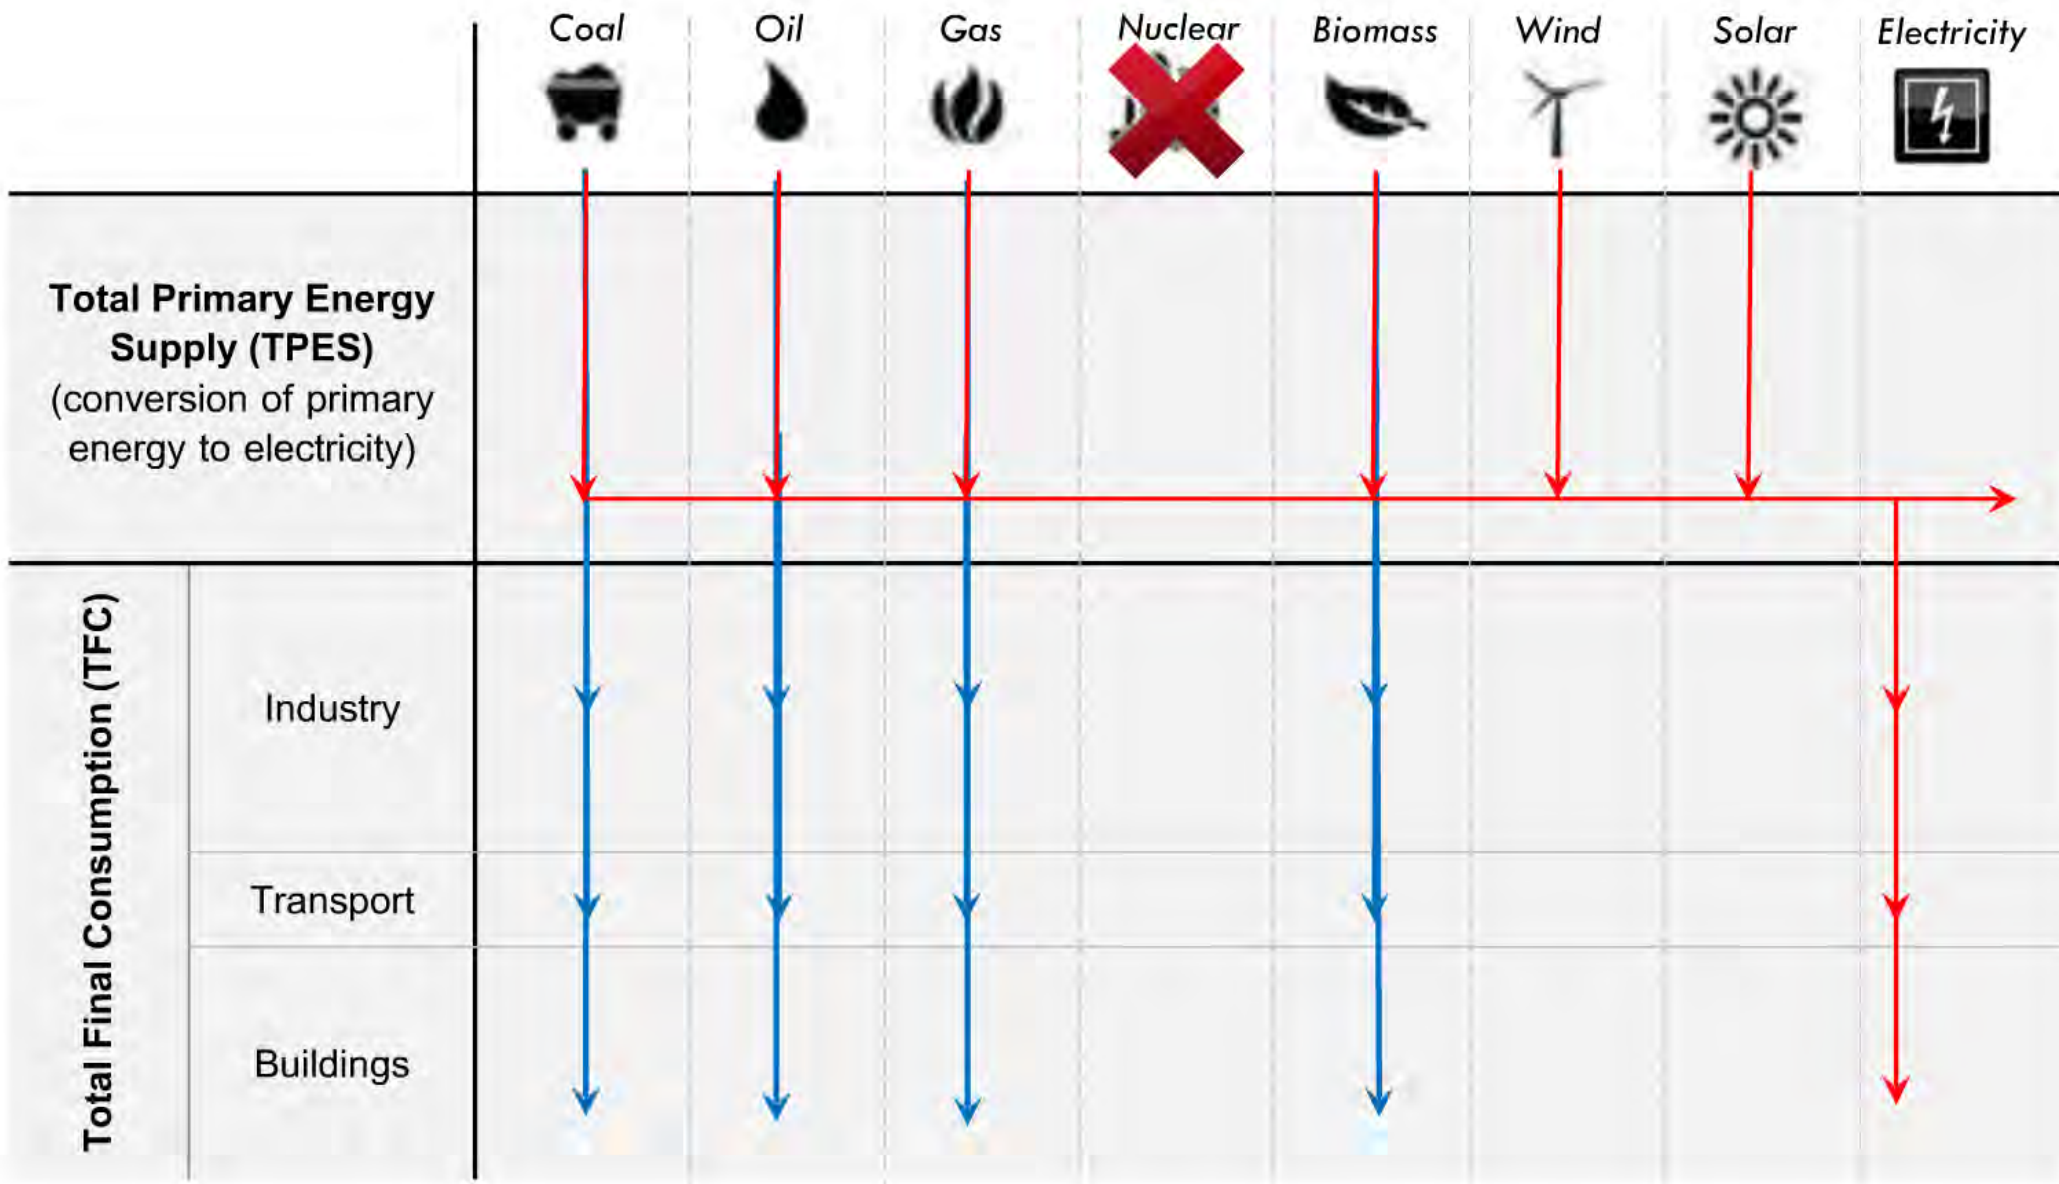 Coal
Oil
Gas
Nuclear
Biomass
Wind
Solar
Electricity
Total Primary Energy
Supply (TPES)
(conversion of primary
energy to electricity)
Total Final Consumption (TFC)
Industry
Transport
Buildings